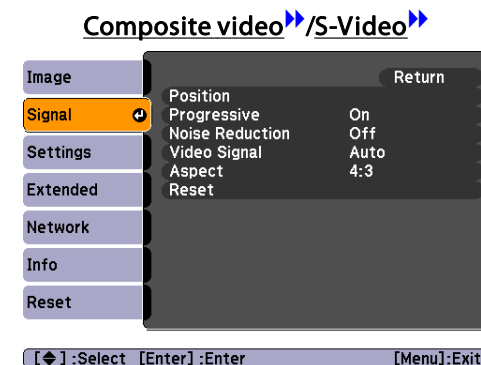 Composite video/S-Video
Image
Return
Position
Signal
Progressive On
Noise Reduction Off
Settings
Video Signal Auto
Aspect 4:3
Extended
Reset
Network
Info
Reset
[ ] :Select [Enter] :Enter [Menu]:Exit